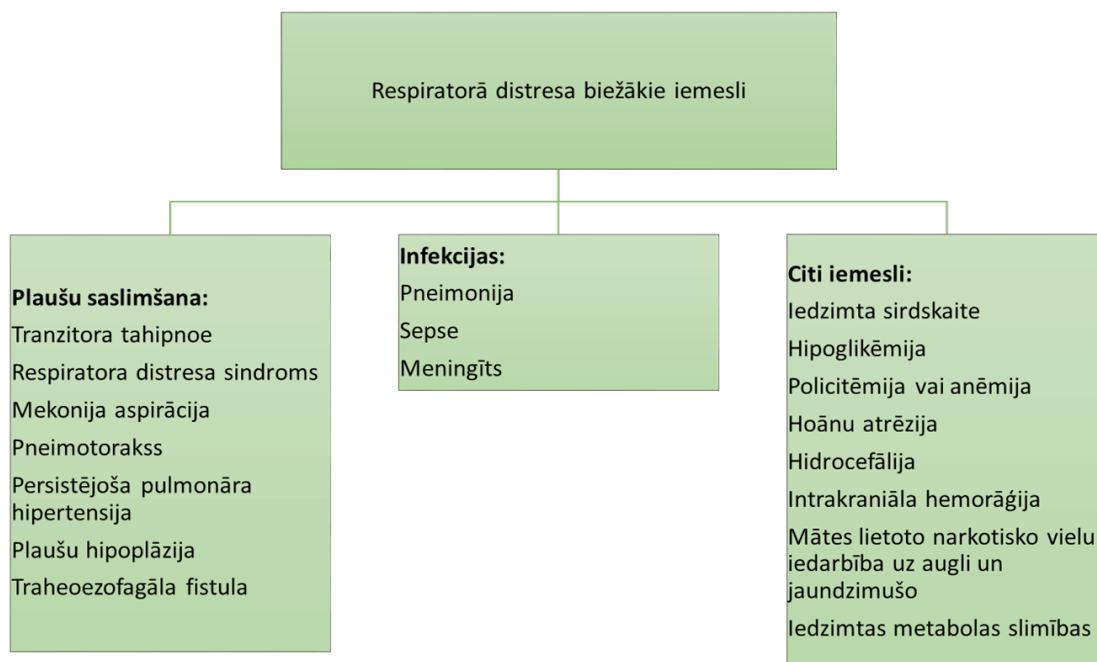 Respiratorā distresa biežākie iemesli
Plaušu saslimšana:
Tranzitora tahipnoe
Respiratora distresa sindroms
Mekonija aspirācija
Pneimotorakss
Persistējoša pulmonāra
hipertensija
Plaušu hipoplāzija
Traheoezofagāla fistula
Infekcijas:
Pneimonija
Sepse
Meningīts
Citi iemesli:
Iedzimta sirdskaite
Hipoglikēmija
Policitēmija vai anēmija
Hoānu atrēzija
Hidrocefālija
Intrakraniāla hemorāģija
Mātes lietoto narkotisko vielu
iedarbība uz augli un
jaundzimušo
Iedzimtas metabolas slimības